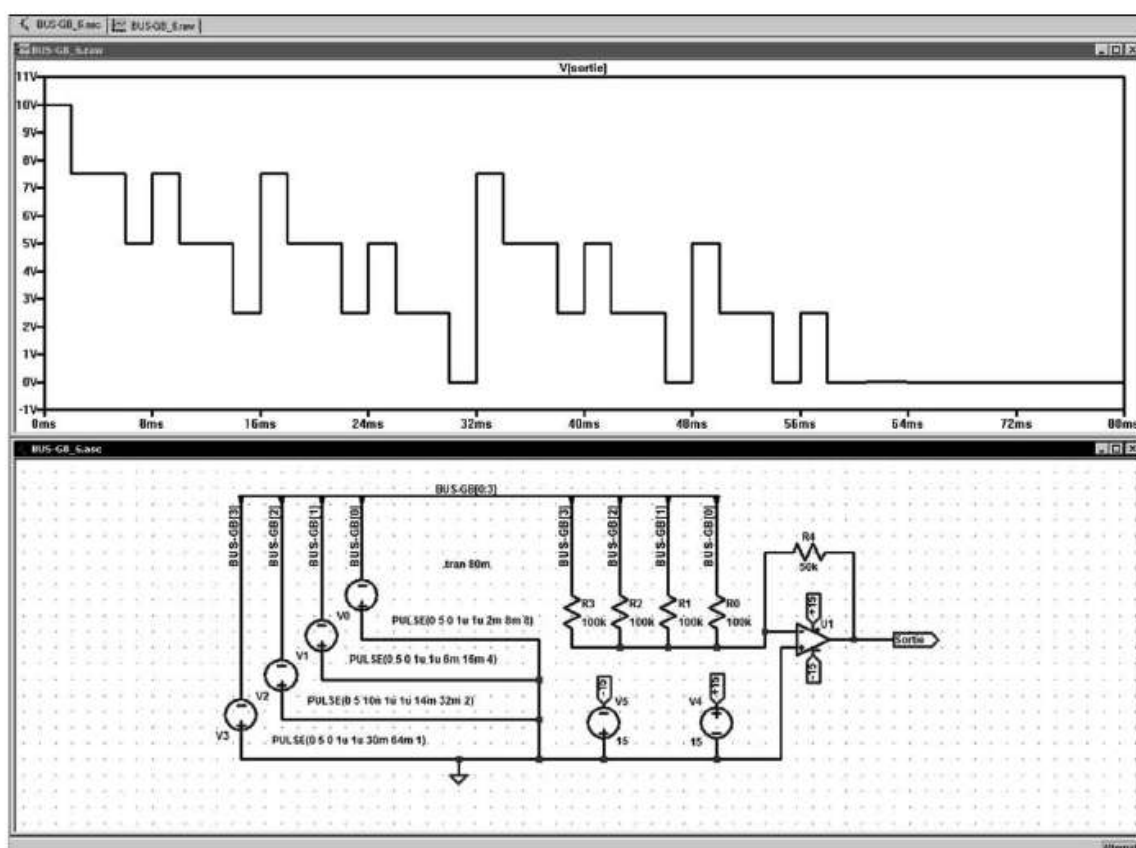 BUS-GB_6.asc BUS-GB_6.raw
BUS-GB_6.raw
V[sortie]
11V
10V
9V
8V
7V
6V
5V
4V
3V
2V
1V
0V
-1V
0ms 8ms 16ms 24ms 32ms 40ms 48ms 56ms 64ms 72ms 80ms
BUS-GB_6.asc
BUS-GB[0:3]
BUS-GB(3) BUS-GB(2) BUS-GB(1) BUS-GB(0) BUS-GB(3) BUS-GB(2) BUS-GB(1) BUS-GB(0)
.tran 80m
R4
50k
R3 R2 R1 R0
100k 100k 100k 100k
+15 U1
Sortie
-15
V0
PULSE(0 5 0 1u 1u 2m 8m 8)
V1
PULSE(0 5 0 1u 1u 6m 16m 4)
V2
PULSE(0 5 10n 1u 1u 14m 32m 2)
V3
PULSE(0 5 0 1u 1u 30m 64m 1)
-15 +15
V5 V4
15 15